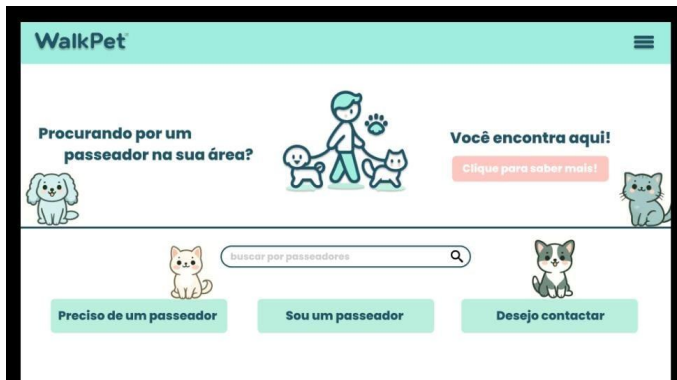 WalkPet
Procurando por um
passeador na sua área?
Você encontra aqui!
Clique para saber mais!
buscar por passeadores
Preciso de um passeador
Sou um passeador
Desejo contactar